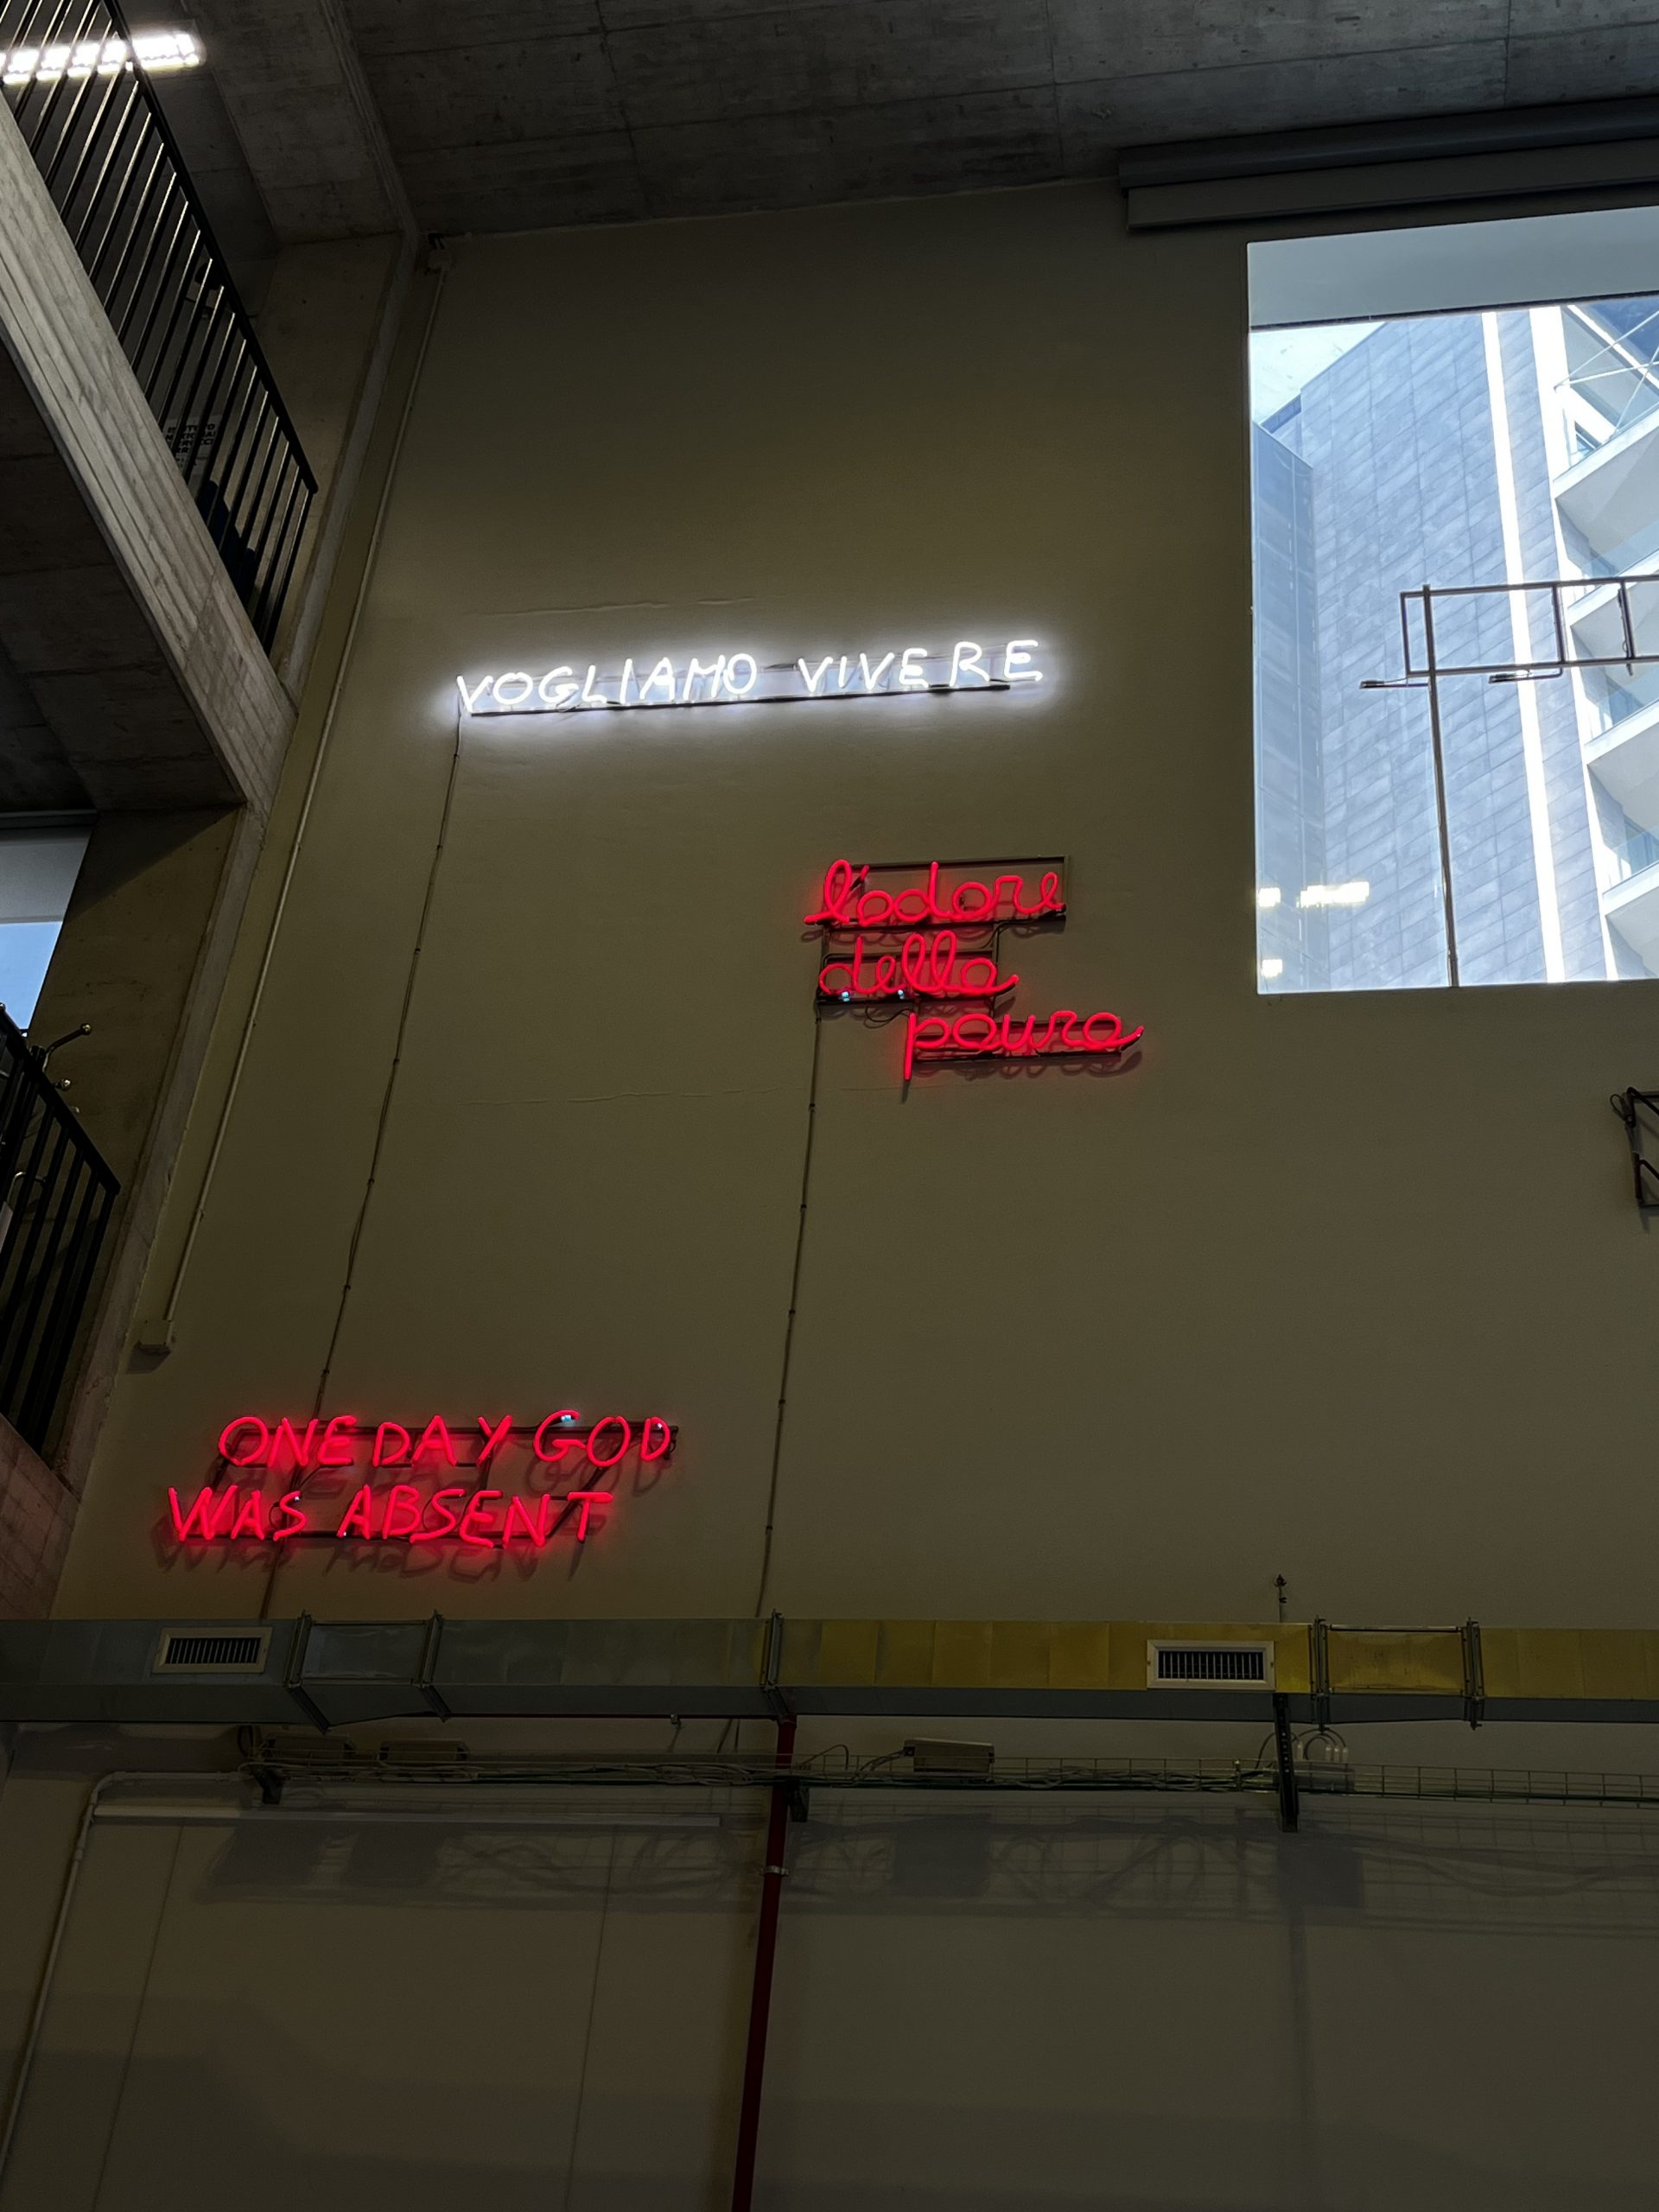 VOGLIAMO VIVERE
l'odore
della
paura
ONE DAY GOD
WAS ABSENT